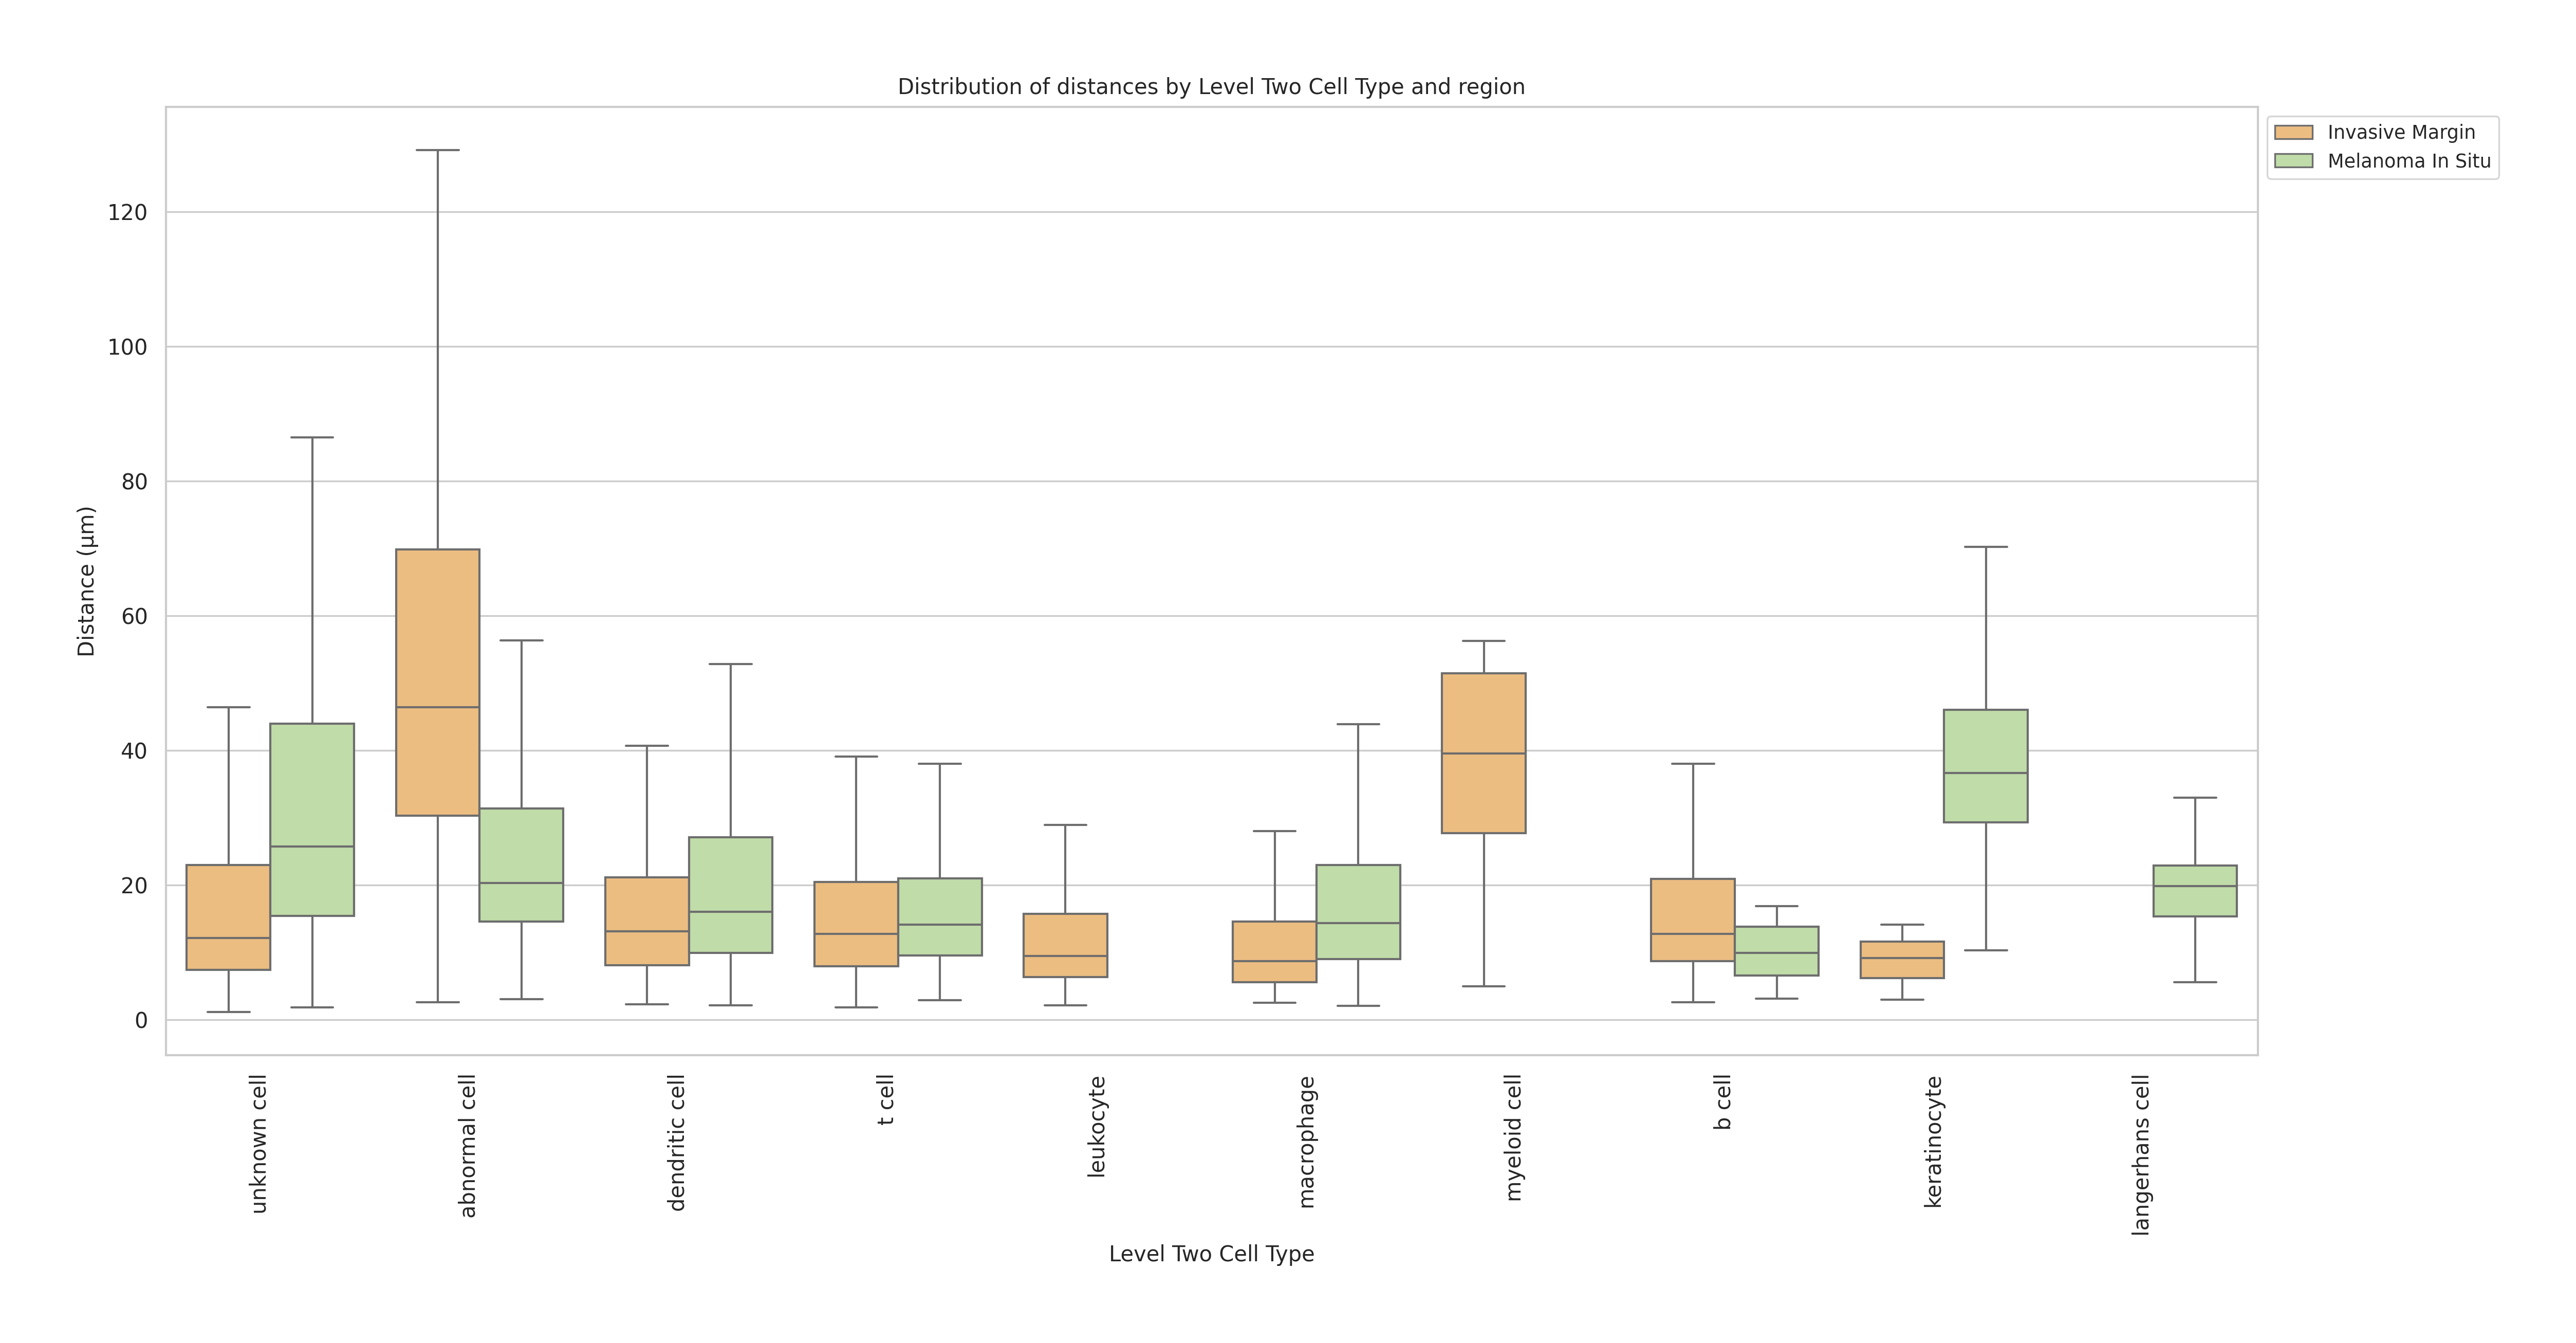 Distribution of distances by Level Two Cell Type and region
Invasive Margin
Melanoma In Situ
Distance (μm)
120
100
80
60
40
20
0
unknown cell
abnormal cell
dendritic cell
t cell
leukocyte
macrophage
myeloid cell
b cell
keratinocyte
langerhans cell
Level Two Cell Type